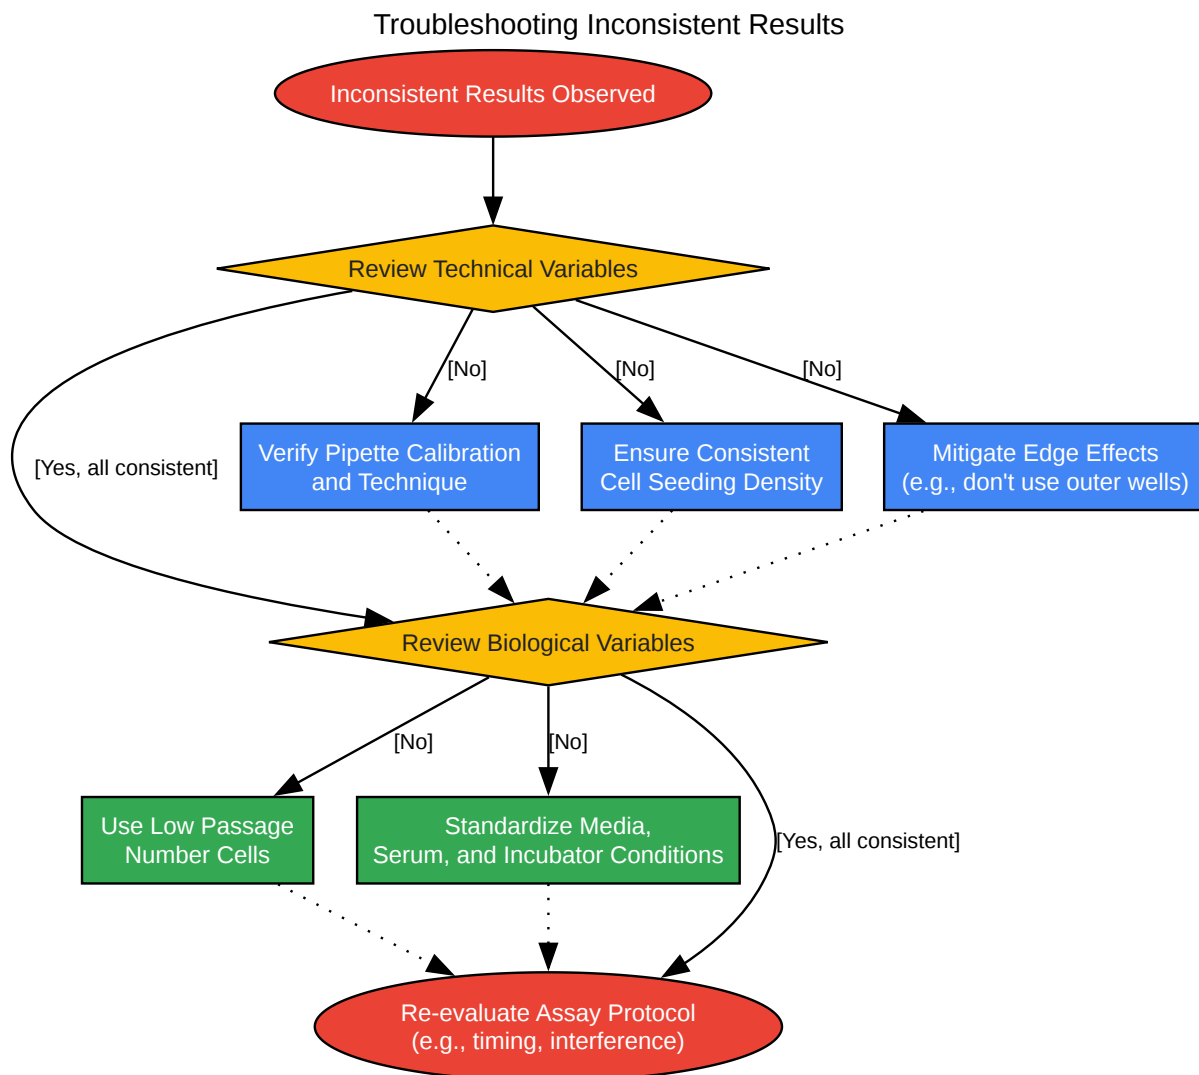 Troubleshooting Inconsistent Results
Inconsistent Results Observed
Review Technical Variables
[No]
[No]
[No]
[Yes, all consistent]
Verify Pipette Calibration
and Technique
Ensure Consistent
Cell Seeding Density
Mitigate Edge Effects
(e.g., don't use outer wells)
Review Biological Variables
[No]
[No]
[Yes, all consistent]
Use Low Passage
Number Cells
Standardize Media,
Serum, and Incubator Conditions
Re-evaluate Assay Protocol
(e.g., timing, interference)